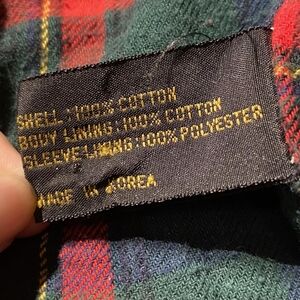 SHELL:100% COTTON
BODY LINING:100% COTTON
SLEEVE LINING:100% POLYESTER
MADE IN KOREA